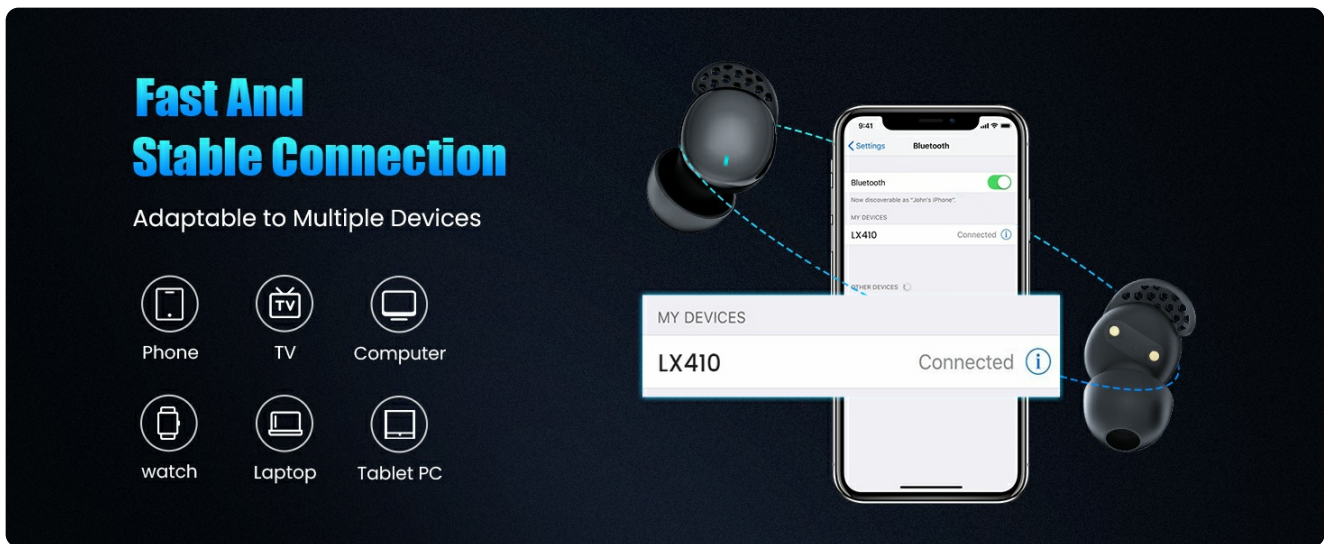 Fast And
Stable Connection
Adaptable to Multiple Devices
TV
Phone
TV
Computer
watch
Laptop
Tablet PC
9:41
Settings
Bluetooth
Bluetooth
Now discoverable as "John's iPhone".
MY DEVICES
LX410 Connected i
OTHER DEVICES
MY DEVICES
LX410 Connected i